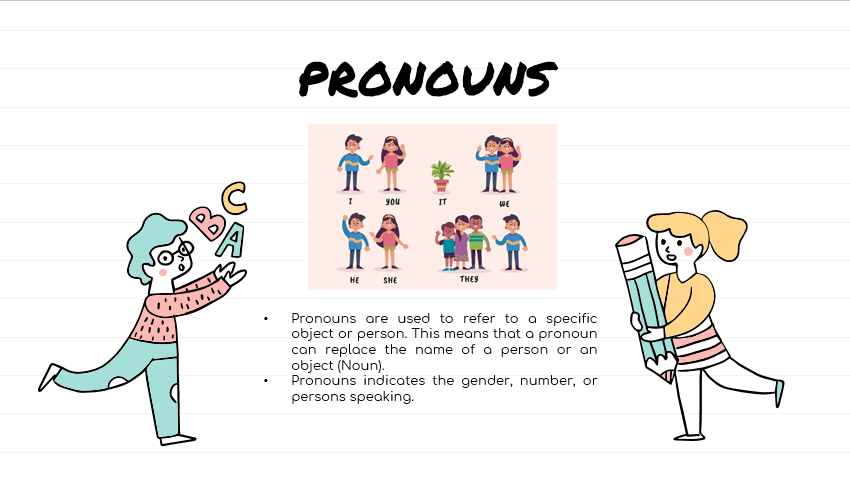 PRONOUNS
C
B
A
I YOU IT WE
HE SHE THEY
• Pronouns are used to refer to a specific
object or person. This means that a pronoun
can replace the name of a person or an
object (Noun).
• Pronouns indicates the gender, number, or
persons speaking.